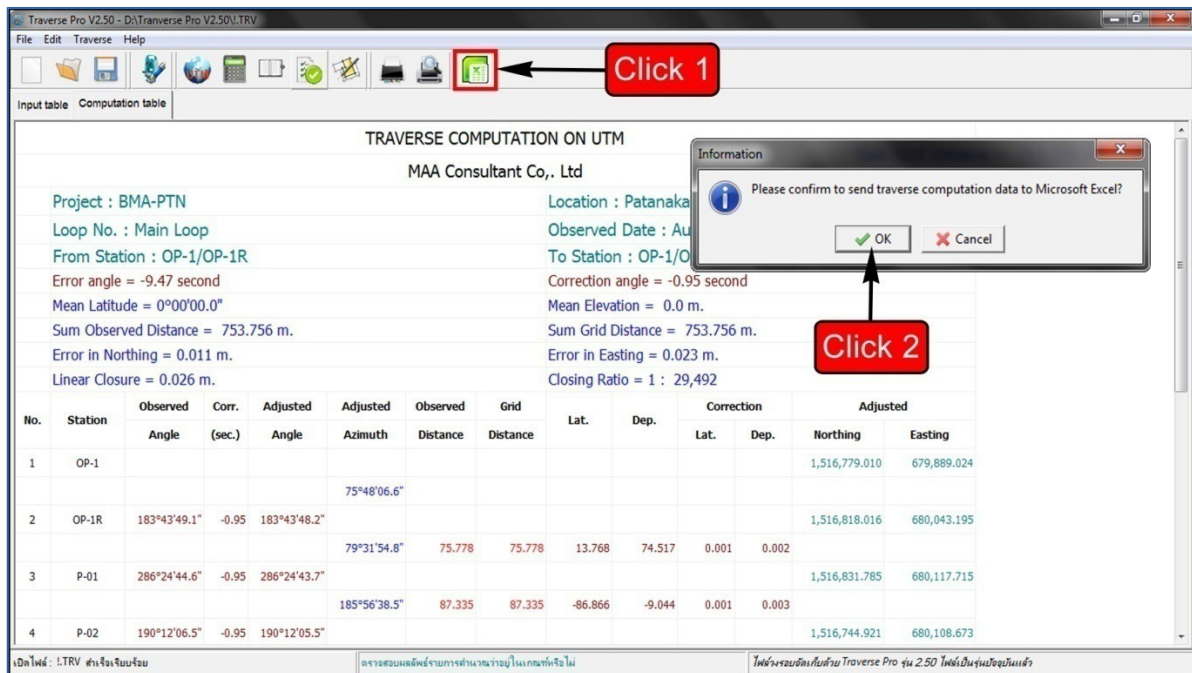 Traverse Pro V2.50 - D:\Tranverse Pro V2.50\!.TRV
File Edit Traverse Help
Click 1
Input table Computation table
TRAVERSE COMPUTATION ON UTM
MAA Consultant Co,. Ltd
Information
Please confirm to send traverse computation data to Microsoft Excel?
OK Cancel
Click 2
Project : BMA-PTN Location : Patanaka
Loop No. : Main Loop Observed Date : Au
From Station : OP-1/OP-1R To Station : OP-1/O
Error angle = -9.47 second Correction angle = -0.95 second
Mean Latitude = 0°00'00.0" Mean Elevation = 0.0 m.
Sum Observed Distance = 753.756 m. Sum Grid Distance = 753.756 m.
Error in Northing = 0.011 m. Error in Easting = 0.023 m.
Linear Closure = 0.026 m. Closing Ratio = 1 : 29,492
No. Station Observed Angle Corr. (sec.) Adjusted Angle Adjusted Azimuth Observed Distance Grid Distance Lat. Dep. Correction Lat. Dep. Adjusted Northing Easting
1 OP-1 1,516,779.010 679,889.024
75°48'06.6"
2 OP-1R 183°43'49.1" -0.95 183°43'48.2" 1,516,818.016 680,043.195
79°31'54.8" 75.778 75.778 13.768 74.517 0.001 0.002
3 P-01 286°24'44.6" -0.95 286°24'43.7" 1,516,831.785 680,117.715
185°56'38.5" 87.335 87.335 -86.866 -9.044 0.001 0.003
4 P-02 190°12'06.5" -0.95 190°12'05.5" 1,516,744.921 680,108.673
เปิดไฟล์ : !.TRV สำเร็จเรียบร้อย ตรวจสอบผลลัพธ์รายการคำนวณว่าอยู่ในเกณฑ์หรือไม่ ไฟล์วงรอบจัดเก็บด้วย Traverse Pro รุ่น 2.50 ไฟล์เป็นรุ่นปัจจุบันแล้ว